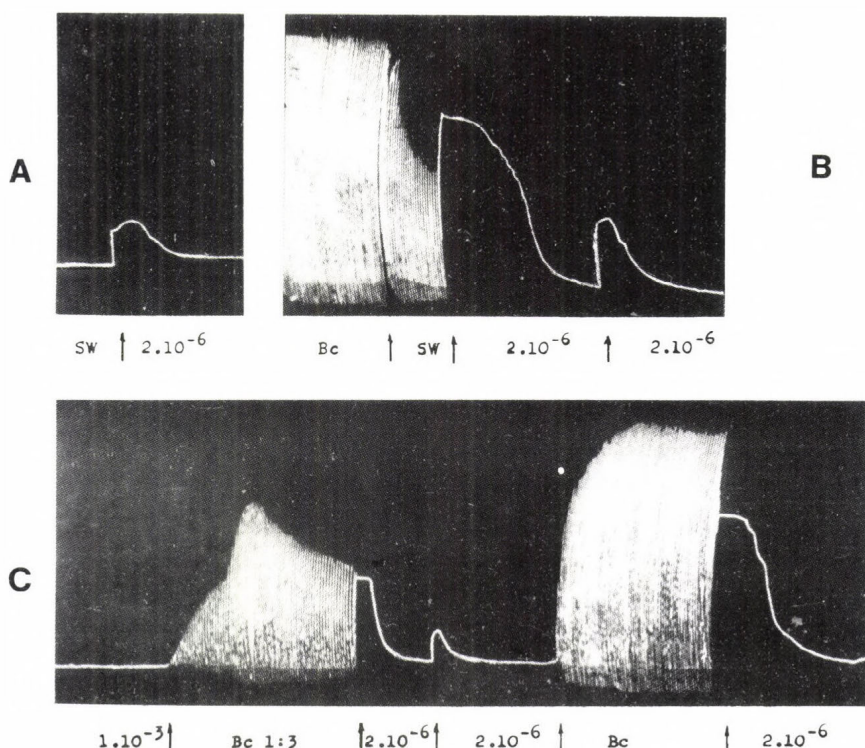 A
B
SW ↑ 2.10⁻⁶
Bc ↑ SW ↑ 2.10⁻⁶ ↑ 2.10⁻⁶
C
1.10⁻³ ↑ Bc 1:3 ↑ 2.10⁻⁶ ↑ 2.10⁻⁶ ↑ Bc ↑ 2.10⁻⁶